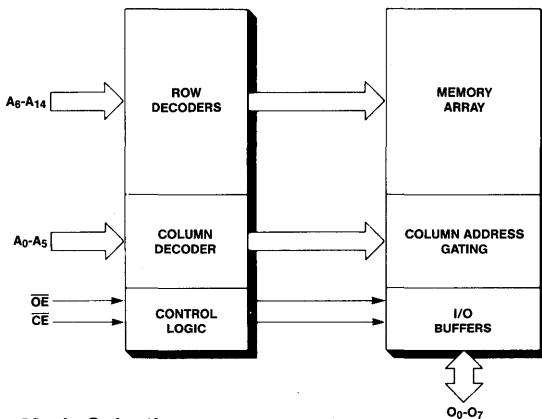 A6-A14
ROW
DECODERS
MEMORY
ARRAY
A0-A5
COLUMN
DECODER
COLUMN ADDRESS
GATING
OE
CE
CONTROL
LOGIC
I/O
BUFFERS
O0-O7